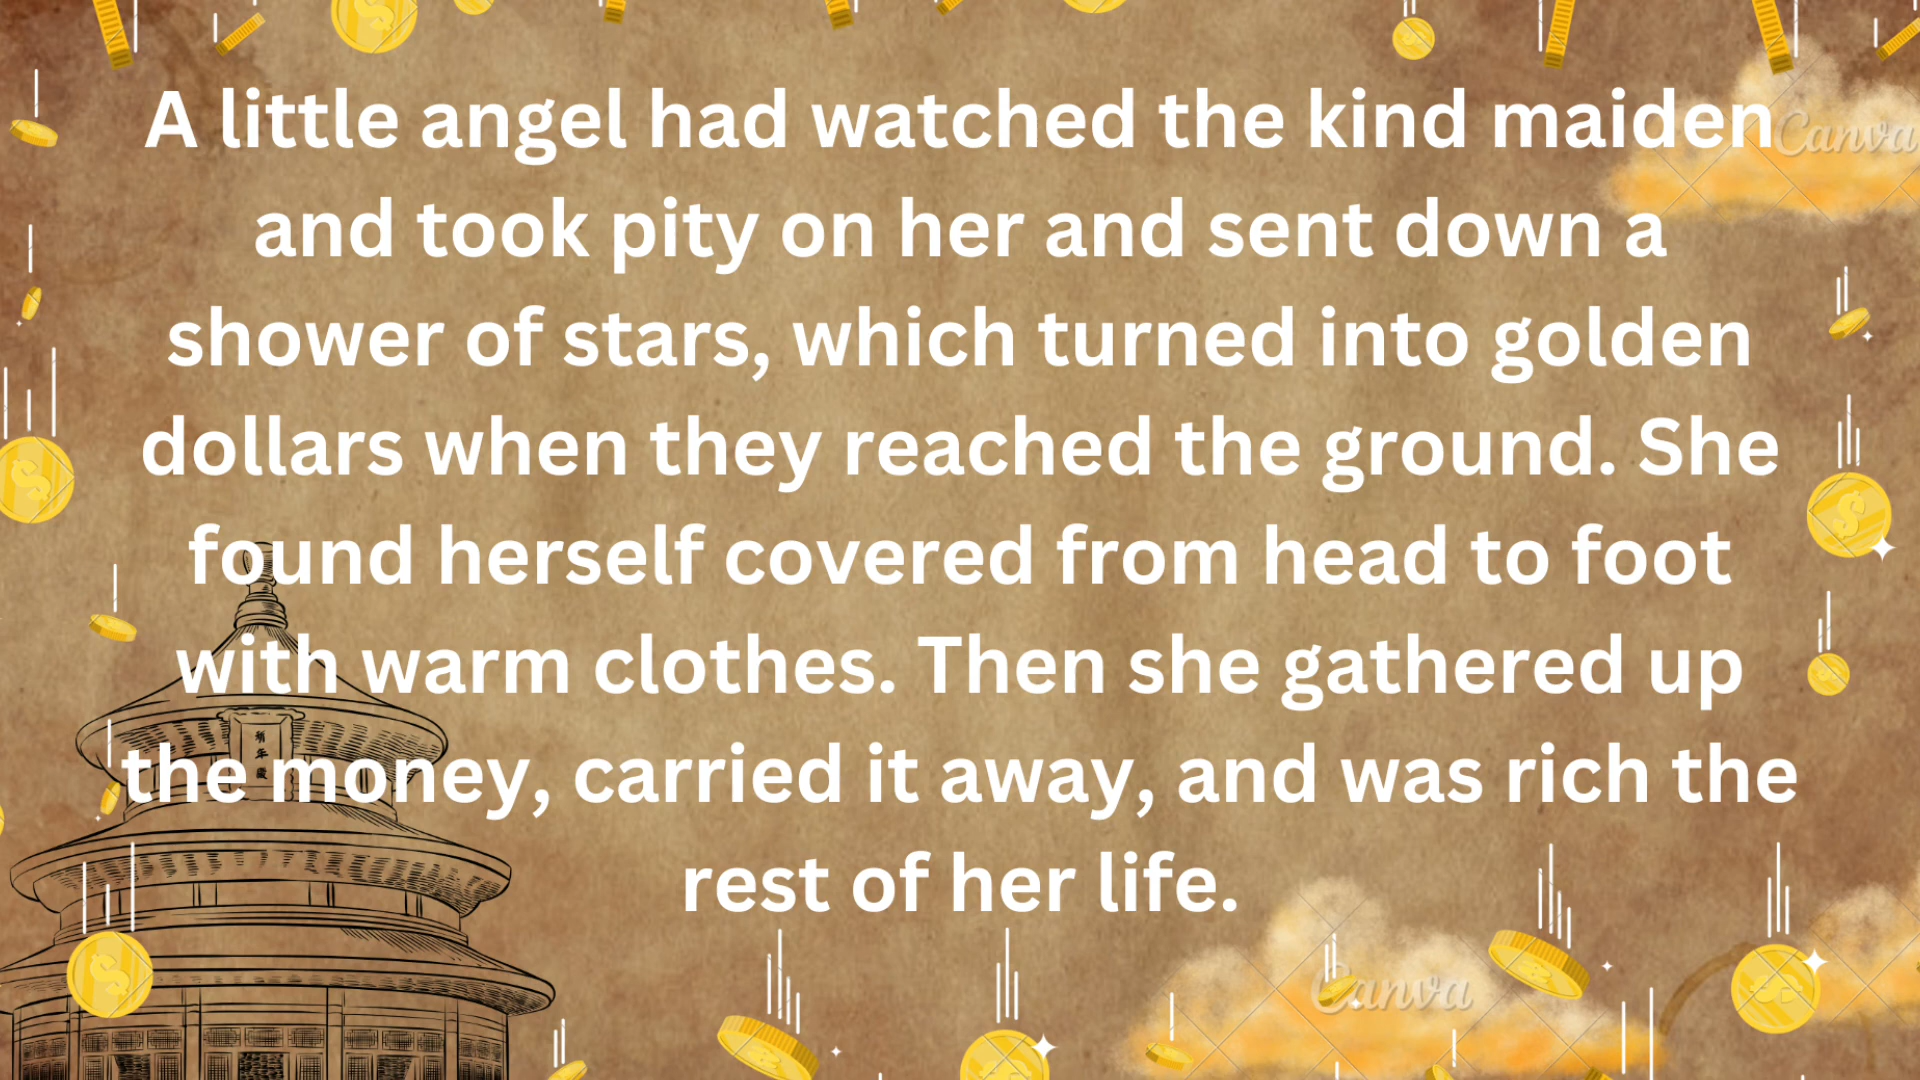 A little angel had watched the kind maiden
and took pity on her and sent down a
shower of stars, which turned into golden
dollars when they reached the ground. She
found herself covered from head to foot
with warm clothes. Then she gathered up
the money, carried it away, and was rich the
rest of her life.
Canva
Canva